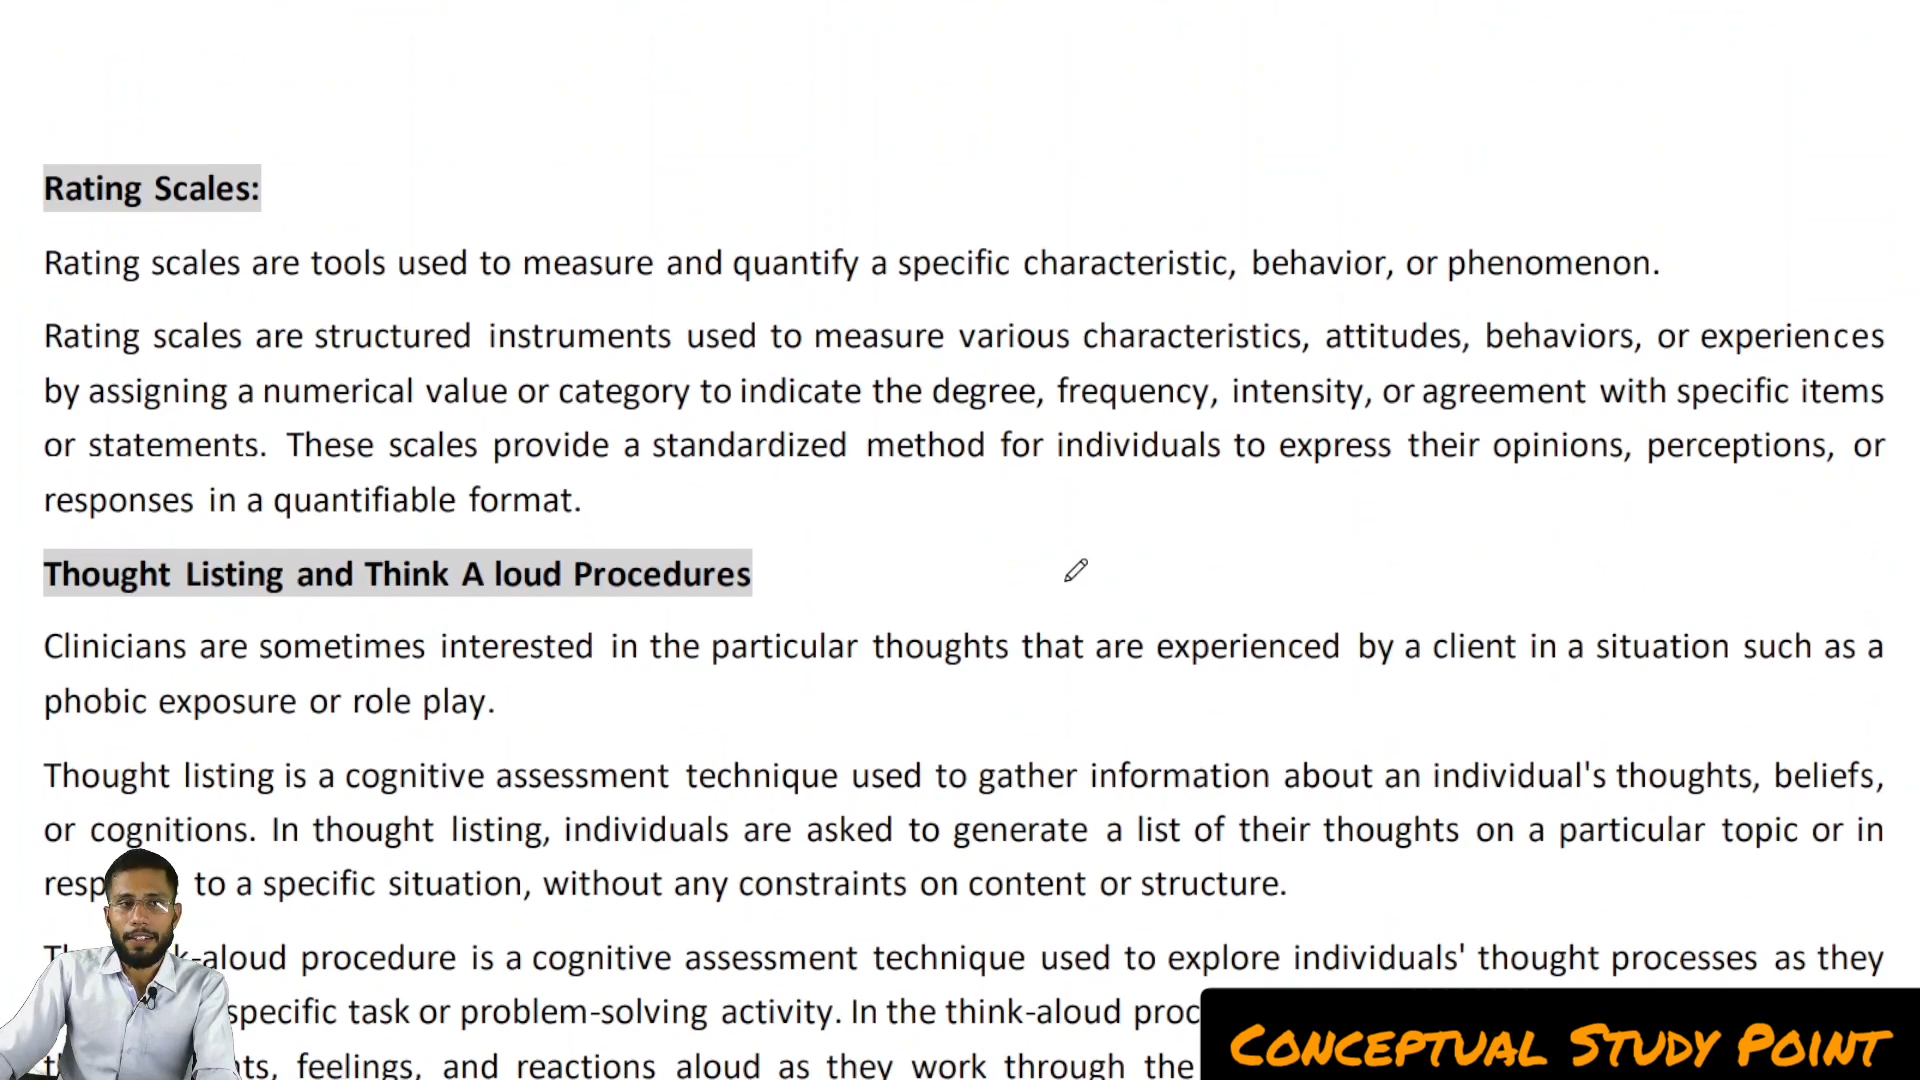 Rating Scales:
Rating scales are tools used to measure and quantify a specific characteristic, behavior, or phenomenon.
Rating scales are structured instruments used to measure various characteristics, attitudes, behaviors, or experiences
by assigning a numerical value or category to indicate the degree, frequency, intensity, or agreement with specific items
or statements. These scales provide a standardized method for individuals to express their opinions, perceptions, or
responses in a quantifiable format.
Thought Listing and Think A loud Procedures
Clinicians are sometimes interested in the particular thoughts that are experienced by a client in a situation such as a
phobic exposure or role play.
Thought listing is a cognitive assessment technique used to gather information about an individual's thoughts, beliefs,
or cognitions. In thought listing, individuals are asked to generate a list of their thoughts on a particular topic or in
to a specific situation, without any constraints on content or structure.
-aloud procedure is a cognitive assessment technique used to explore individuals' thought processes as they
specific task or problem-solving activity. In the think-aloud
feelings, and reactions aloud as they work through the
CONCEPTUAL STUDY POINT